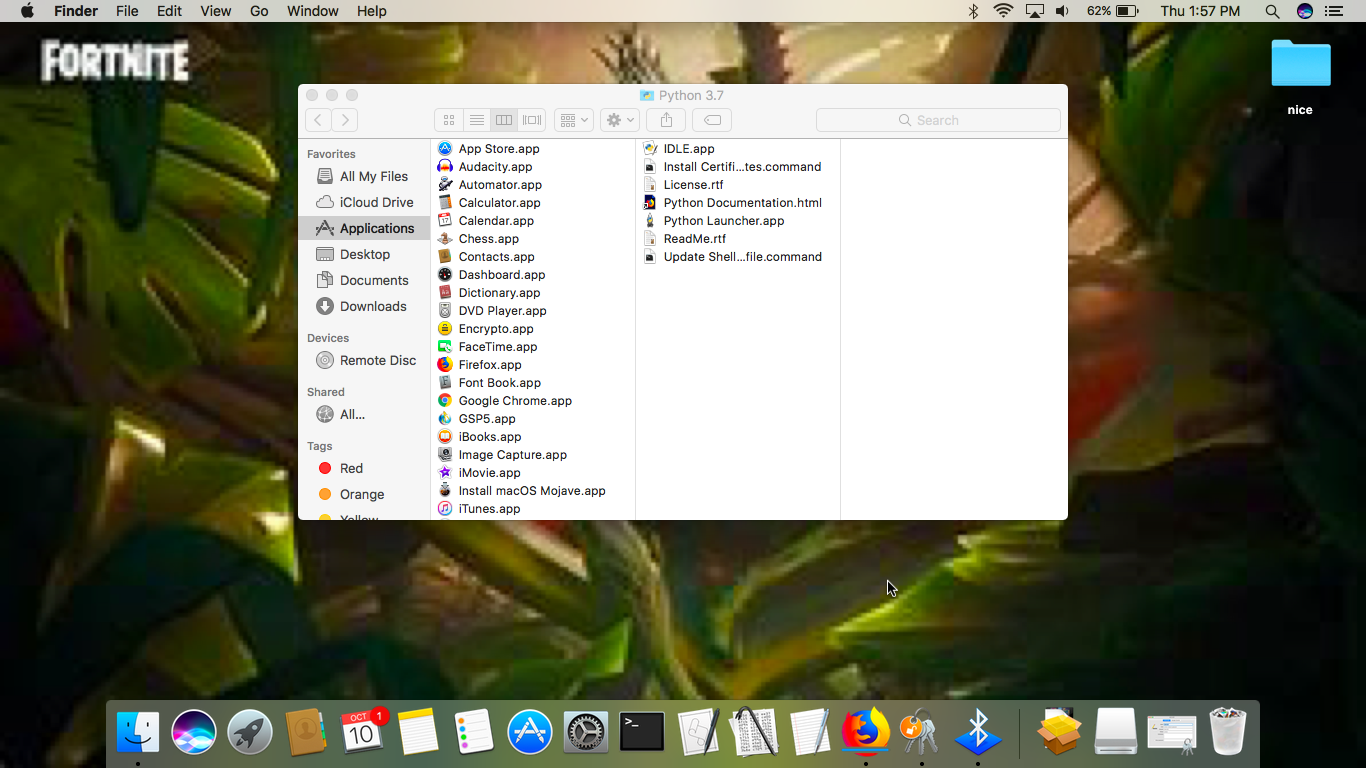 Finder File Edit View Go Window Help 62% Thu 1:57 PM
FORTNITE
nice
Python 3.7
Search
Favorites
All My Files
iCloud Drive
Applications
Desktop
Documents
Downloads
Devices
Remote Disc
Shared
All...
Tags
Red
Orange
Yellow
App Store.app
Audacity.app
Automator.app
Calculator.app
Calendar.app
Chess.app
Contacts.app
Dashboard.app
Dictionary.app
DVD Player.app
Encrypto.app
FaceTime.app
Firefox.app
Font Book.app
Google Chrome.app
GSP5.app
iBooks.app
Image Capture.app
iMovie.app
Install macOS Mojave.app
iTunes.app
IDLE.app
Install Certifi...tes.command
License.rtf
Python Documentation.html
Python Launcher.app
ReadMe.rtf
Update Shell...file.command
OCT 1
10
>_